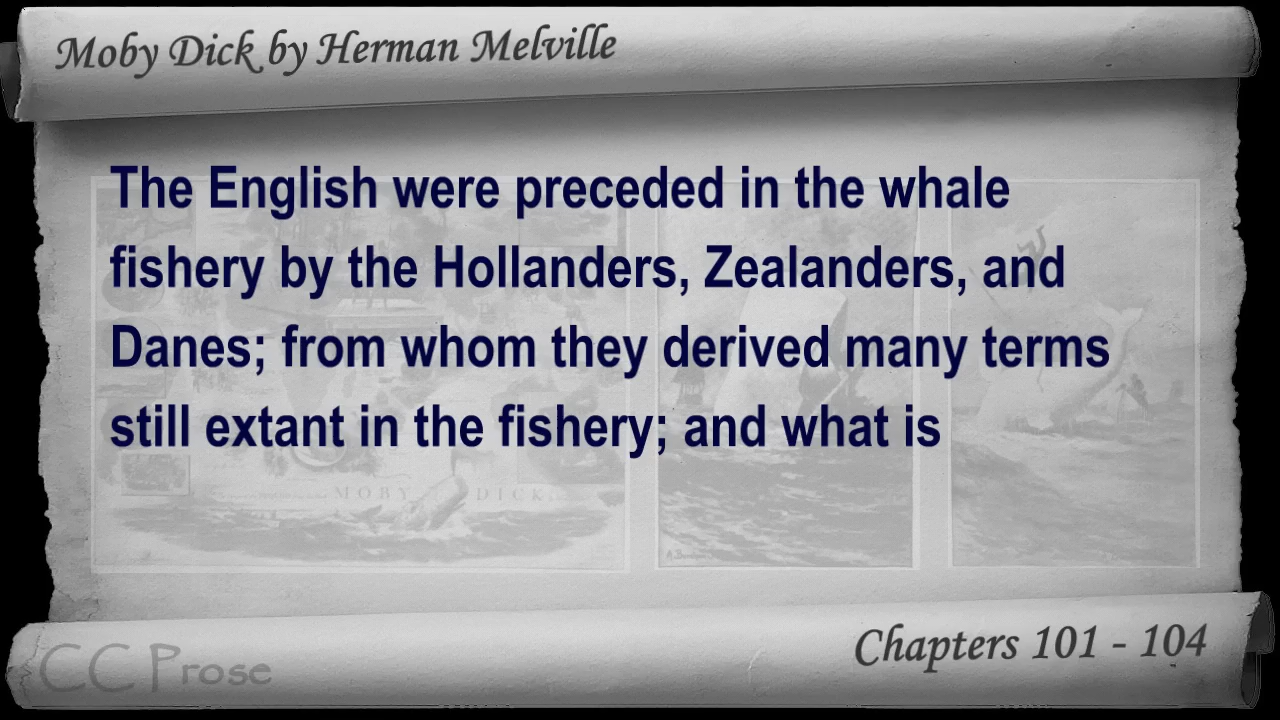 Moby Dick by Herman Melville
The English were preceded in the whale
fishery by the Hollanders, Zealanders, and
Danes; from whom they derived many terms
still extant in the fishery; and what is
MOBY DICK
Chapters 101 - 104
CC Prose